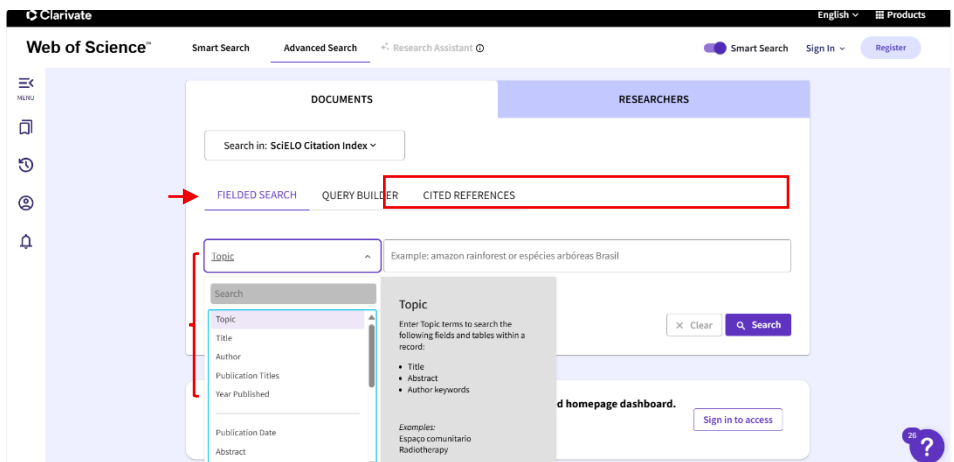 Clarivate
English
Products
Web of Science™
Smart Search
Advanced Search
Research Assistant
Smart Search
Sign In
Register
MENU
DOCUMENTS
RESEARCHERS
Search in: SciELO Citation Index
FIELDED SEARCH
QUERY BUILDER
CITED REFERENCES
Topic
Example: amazon rainforest or espécies arbóreas Brasil
Search
Topic
Title
Author
Publication Titles
Year Published
Publication Date
Abstract
Topic
Enter Topic terms to search the
following fields and tables within a
record:
• Title
• Abstract
• Author keywords
Examples:
Espaço comunitario
Radiotherapy
× Clear
Search
d homepage dashboard.
Sign in to access
26
?